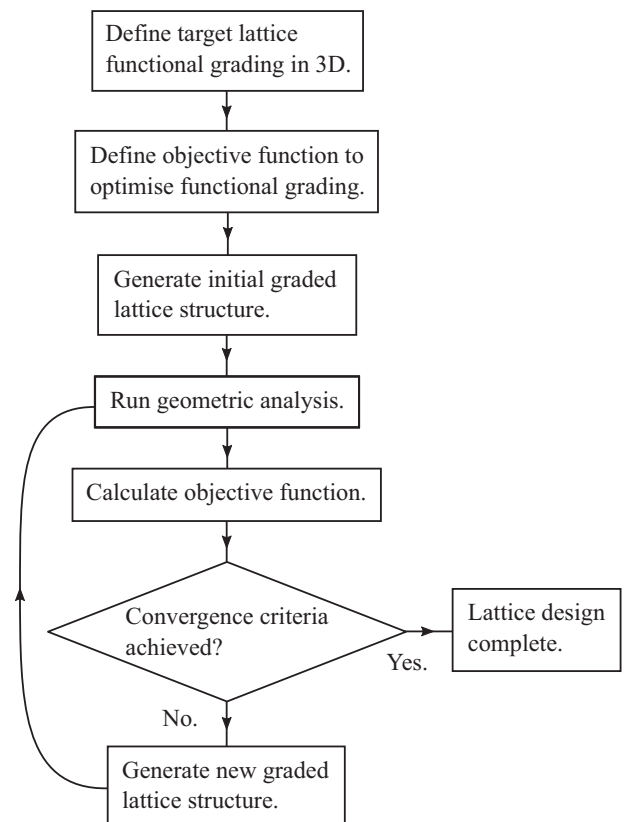 Define target lattice
functional grading in 3D.
Define objective function to
optimise functional grading.
Generate initial graded
lattice structure.
Run geometric analysis.
Calculate objective function.
Convergence criteria
achieved?
Yes.
Lattice design
complete.
No.
Generate new graded
lattice structure.